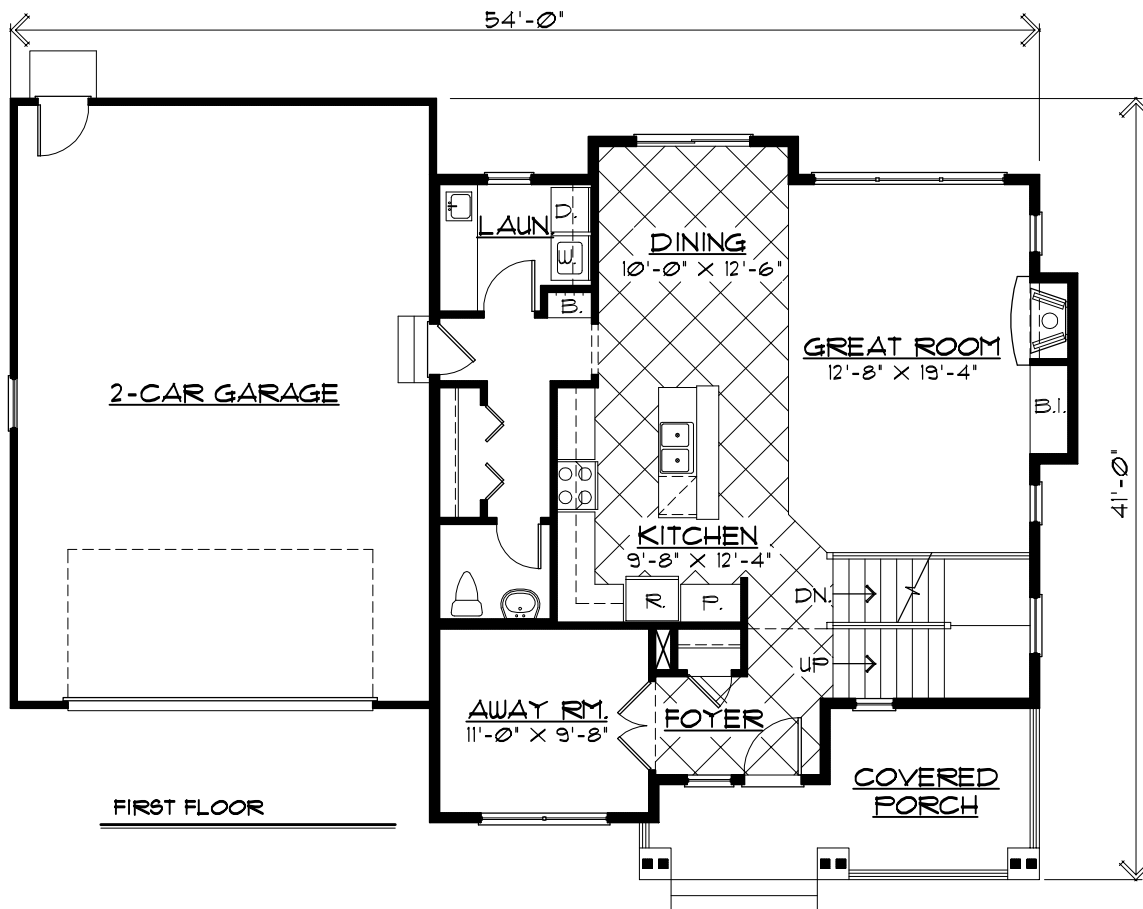 54'-0"
LAUN.
D.
W.
B.
DINING
10'-0" X 12'-6"
GREAT ROOM
12'-8" X 19'-4"
2-CAR GARAGE
B.I.
41'-0"
KITCHEN
9'-8" X 12'-4"
R.
P.
DN.
UP
AWAY RM.
11'-0" X 9'-8"
FOYER
COVERED
PORCH
FIRST FLOOR